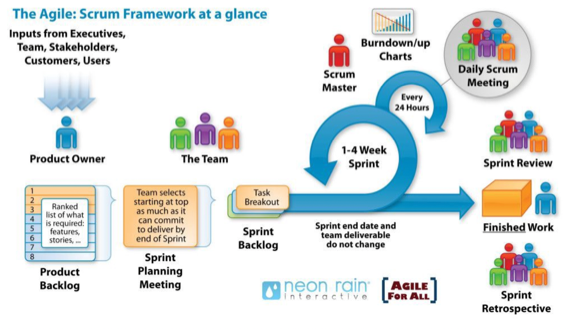 The Agile: Scrum Framework at a glance
Inputs from Executives,
Team, Stakeholders,
Customers, Users
Product Owner
The Team
Scrum
Master
Burndown/up
Charts
Daily Scrum
Meeting
Every
24 Hours
1-4 Week
Sprint
Sprint Review
1
2
3
4
5
6
7
8
Ranked
list of what
is required:
features,
stories, ...
Product
Backlog
Team selects
starting at top
as much as it
can commit
to deliver by
end of Sprint
Sprint
Planning
Meeting
Task
Breakout
Sprint
Backlog
Sprint end date and
team deliverable
do not change
Finished Work
Sprint
Retrospective
neon rain
interactive
AGILE
FOR ALL